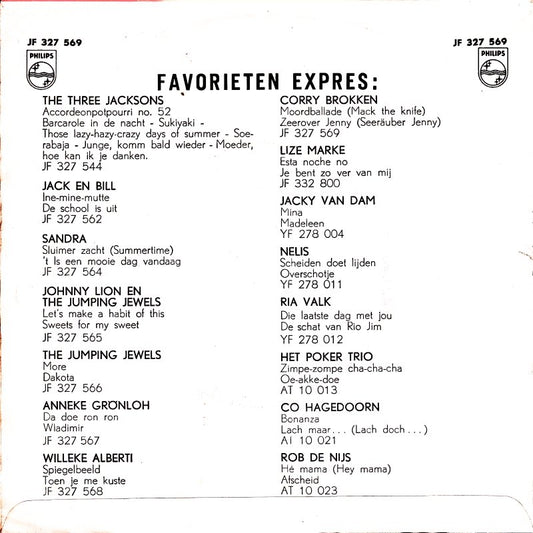 JF 327 569
JF 327 569
PHILIPS
PHILIPS
FAVORIETEN EXPRES:
THE THREE JACKSONS
Accordeonpotpourri no. 52
Barcarole in de nacht - Sukiyaki -
Those lazy-hazy-crazy days of summer - Soe-
rabaja - Junge, komm bald wieder - Moeder,
hoe kan ik je danken.
JF 327 544
JACK EN BILL
Ine-mine-mutte
De school is uit
JF 327 562
SANDRA
Sluimer zacht (Summertime)
't Is een mooie dag vandaag
JF 327 564
JOHNNY LION EN
THE JUMPING JEWELS
Let's make a habit of this
Sweets for my sweet
JF 327 565
THE JUMPING JEWELS
More
Dakota
JF 327 566
ANNEKE GRÖNLOH
Da doe ron ron
Wladimir
JF 327 567
WILLEKE ALBERTI
Spiegelbeeld
Toen je me kuste
JF 327 568
CORRY BROKKEN
Moordballade (Mack the knife)
Zeerover Jenny (Seeräuber Jenny)
JF 327 569
LIZE MARKE
Esta noche no
Je bent zo ver van mij
JF 332 800
JACKY VAN DAM
Mina
Madeleen
YF 278 004
NELIS
Scheiden doet lijden
Overschotje
YF 278 011
RIA VALK
Die laatste dag met jou
De schat van Rio Jim
YF 278 012
HET POKER TRIO
Zimpe-zompe cha-cha-cha
Oe-akke-doe
AT 10 013
CO HAGEDOORN
Bonanza
Lach maar... (Lach doch...)
AT 10 021
ROB DE NIJS
Hé mama (Hey mama)
Afscheid
AT 10 023